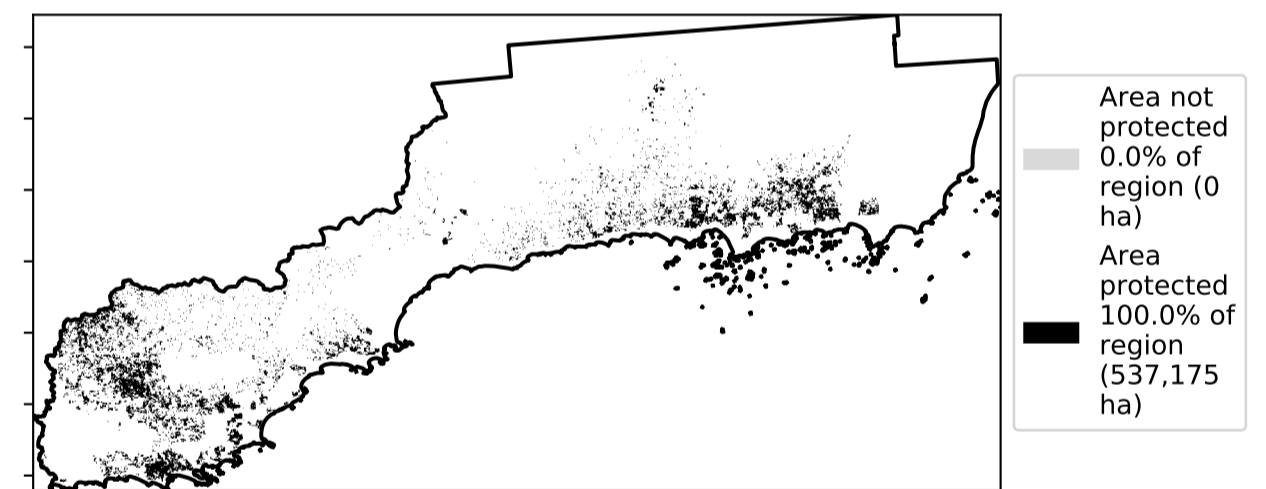 Area not
protected
0.0% of
region (0
ha)
Area
protected
100.0% of
region
(537,175
ha)